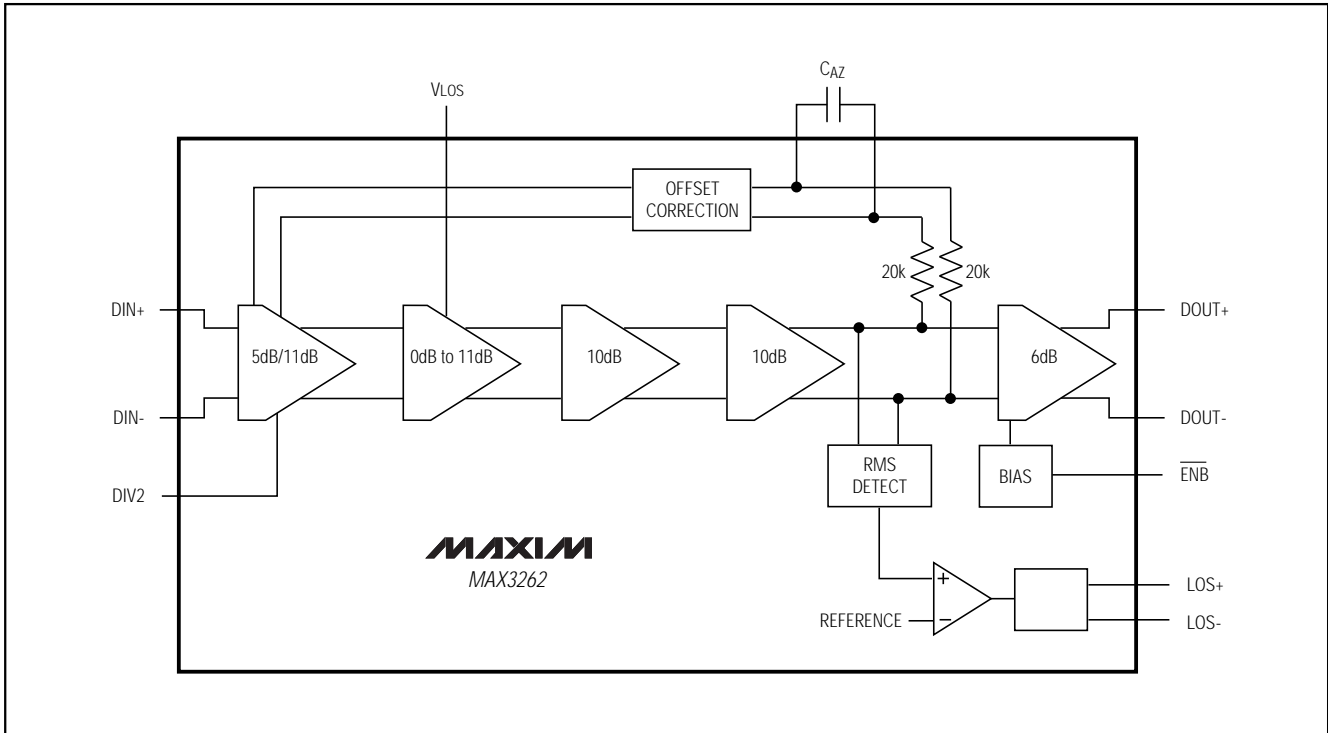 CAZ
VLOS
OFFSET
CORRECTION
20k
20k
DIN+
DOUT+
5dB/11dB
0dB to 11dB
10dB
10dB
6dB
DIN-
DOUT-
RMS
DETECT
BIAS
ENB
DIV2
MAXIM
MAX3262
+
REFERENCE
−
LOS+
LOS-